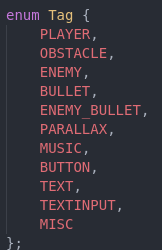 enum Tag {
    PLAYER,
    OBSTACLE,
    ENEMY,
    BULLET,
    ENEMY_BULLET,
    PARALLAX,
    MUSIC,
    BUTTON,
    TEXT,
    TEXTINPUT,
    MISC
};